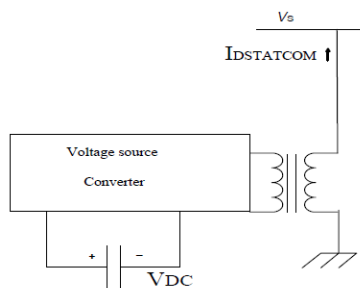 Vs
IDSTATCOM
Voltage source
Converter
+ –
VDC